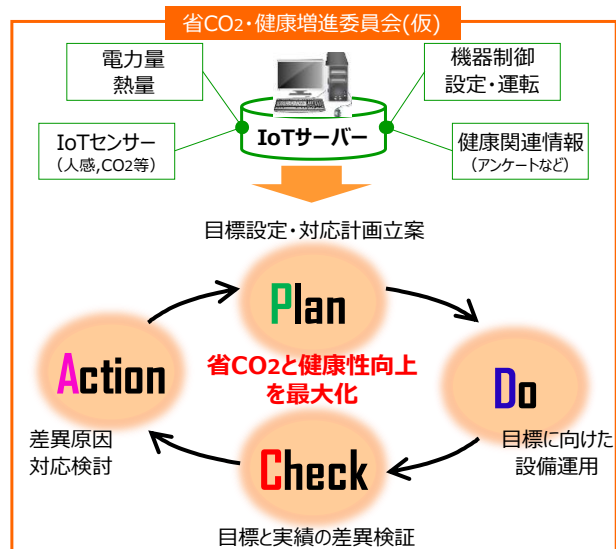 省CO2・健康増進委員会(仮)
電力量
熱量
機器制御
設定・運転
IoTセンサー
（人感,CO2等）
IoTサーバー
健康関連情報
（アンケートなど）
目標設定・対応計画立案
Plan
Action
省CO2と健康性向上
を最大化
Do
差異原因
対応検討
目標に向けた
設備運用
Check
目標と実績の差異検証